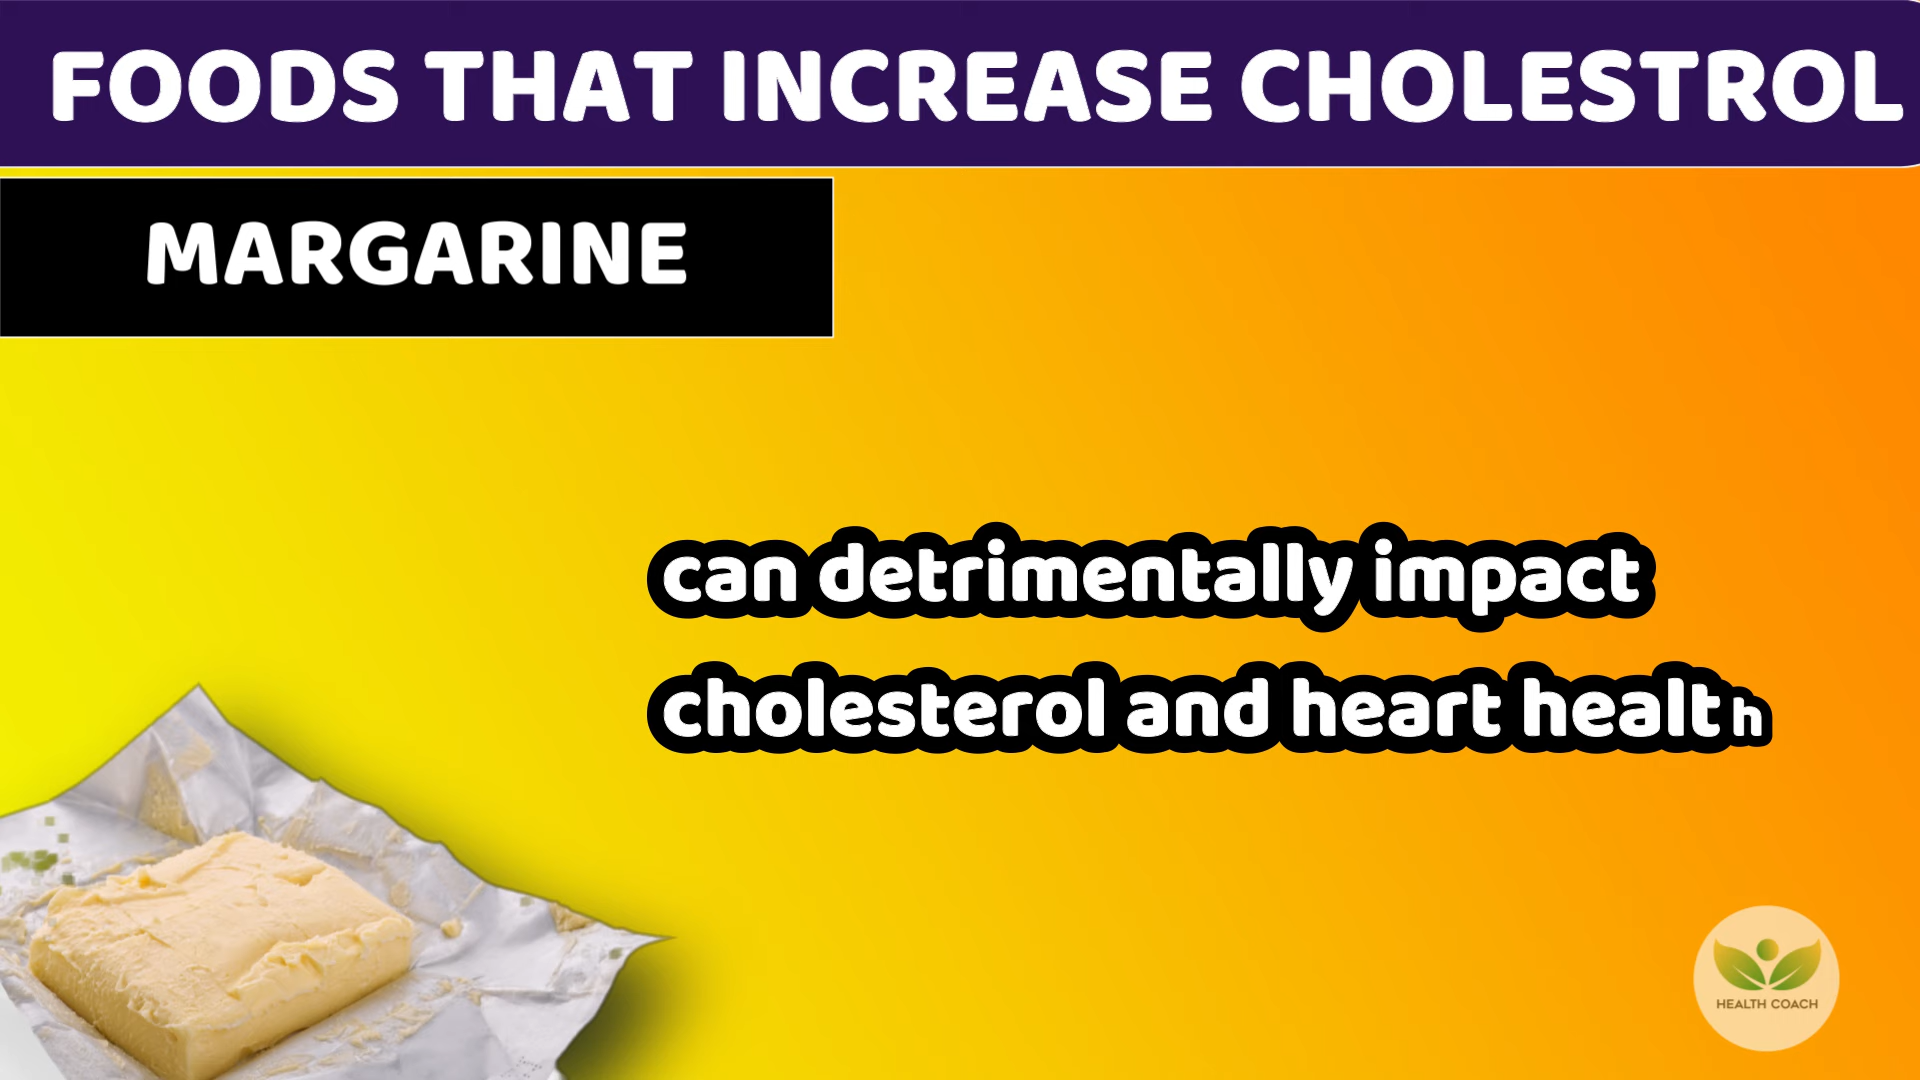 FOODS THAT INCREASE CHOLESTROL
MARGARINE
can detrimentally impact
cholesterol and heart health
HEALTH COACH